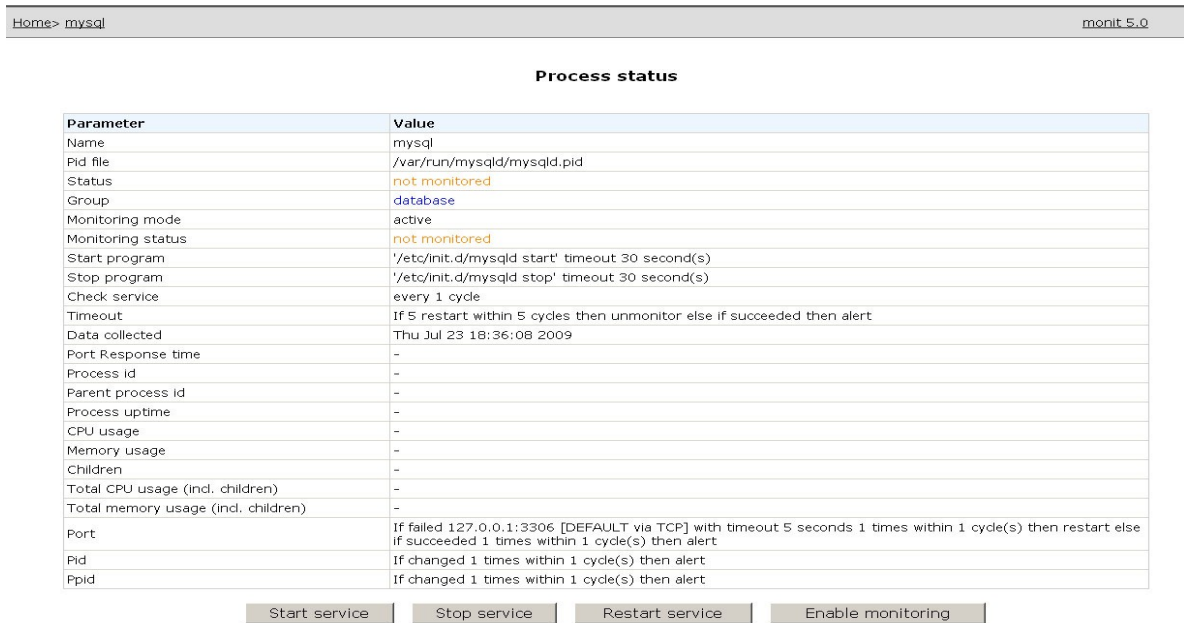 Home> mysql monit 5.0
Process status
Parameter Value
Name mysql
Pid file /var/run/mysqld/mysqld.pid
Status not monitored
Group database
Monitoring mode active
Monitoring status not monitored
Start program '/etc/init.d/mysqld start' timeout 30 second(s)
Stop program '/etc/init.d/mysqld stop' timeout 30 second(s)
Check service every 1 cycle
Timeout If 5 restart within 5 cycles then unmonitor else if succeeded then alert
Data collected Thu Jul 23 18:36:08 2009
Port Response time -
Process id -
Parent process id -
Process uptime -
CPU usage -
Memory usage -
Children -
Total CPU usage (incl. children) -
Total memory usage (incl. children) -
Port If failed 127.0.0.1:3306 [DEFAULT via TCP] with timeout 5 seconds 1 times within 1 cycle(s) then restart else
if succeeded 1 times within 1 cycle(s) then alert
Pid If changed 1 times within 1 cycle(s) then alert
Ppid If changed 1 times within 1 cycle(s) then alert
Start service Stop service Restart service Enable monitoring